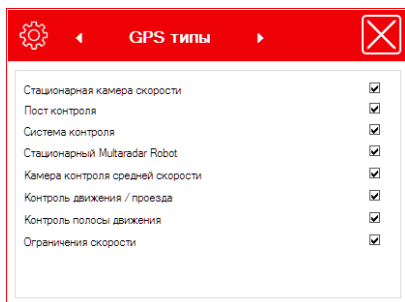 GPS типы
Стационарная камера скорости
Пост контроля
Система контроля
Стационарный Multaradar Robot
Камера контроля средней скорости
Контроль движения / проезда
Контроль полосы движения
Ограничения скорости